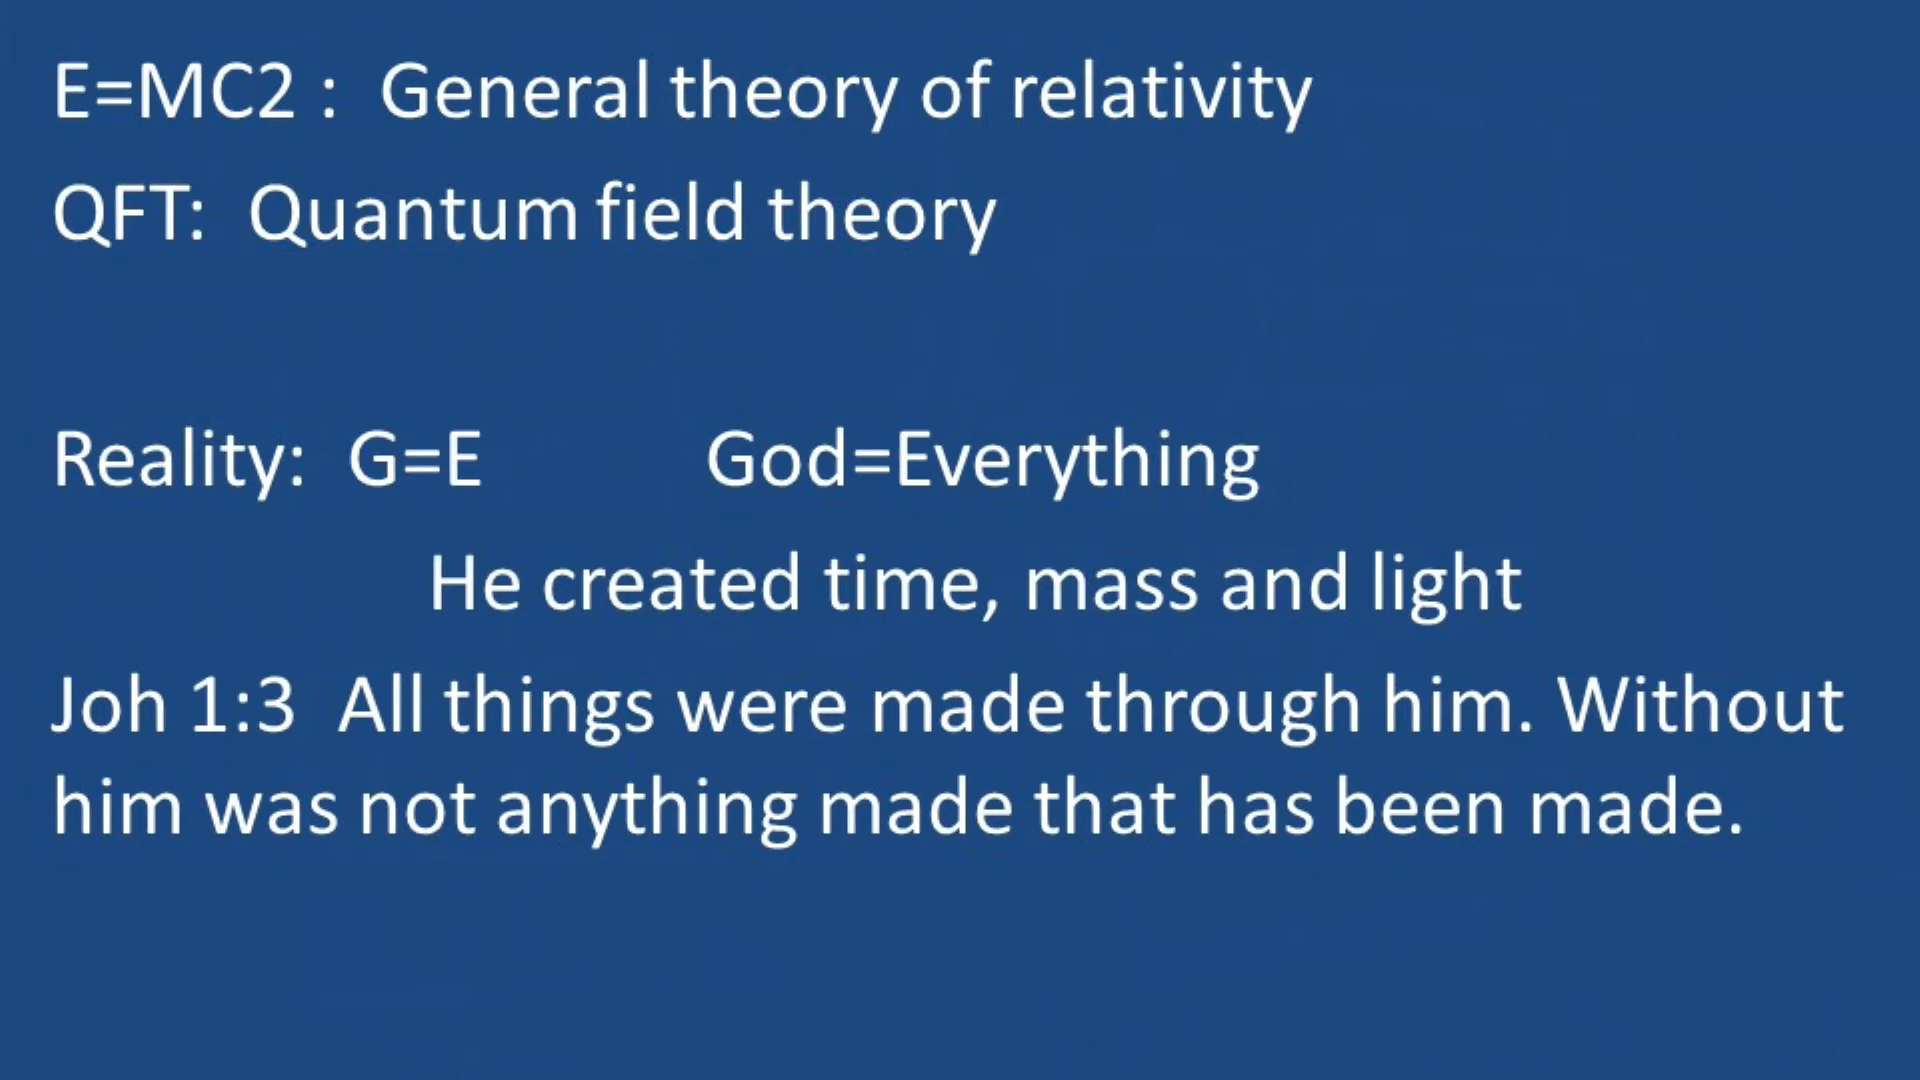 E=MC2 : General theory of relativity
QFT: Quantum field theory
Reality: G=E God=Everything
He created time, mass and light
Joh 1:3 All things were made through him. Without
him was not anything made that has been made.